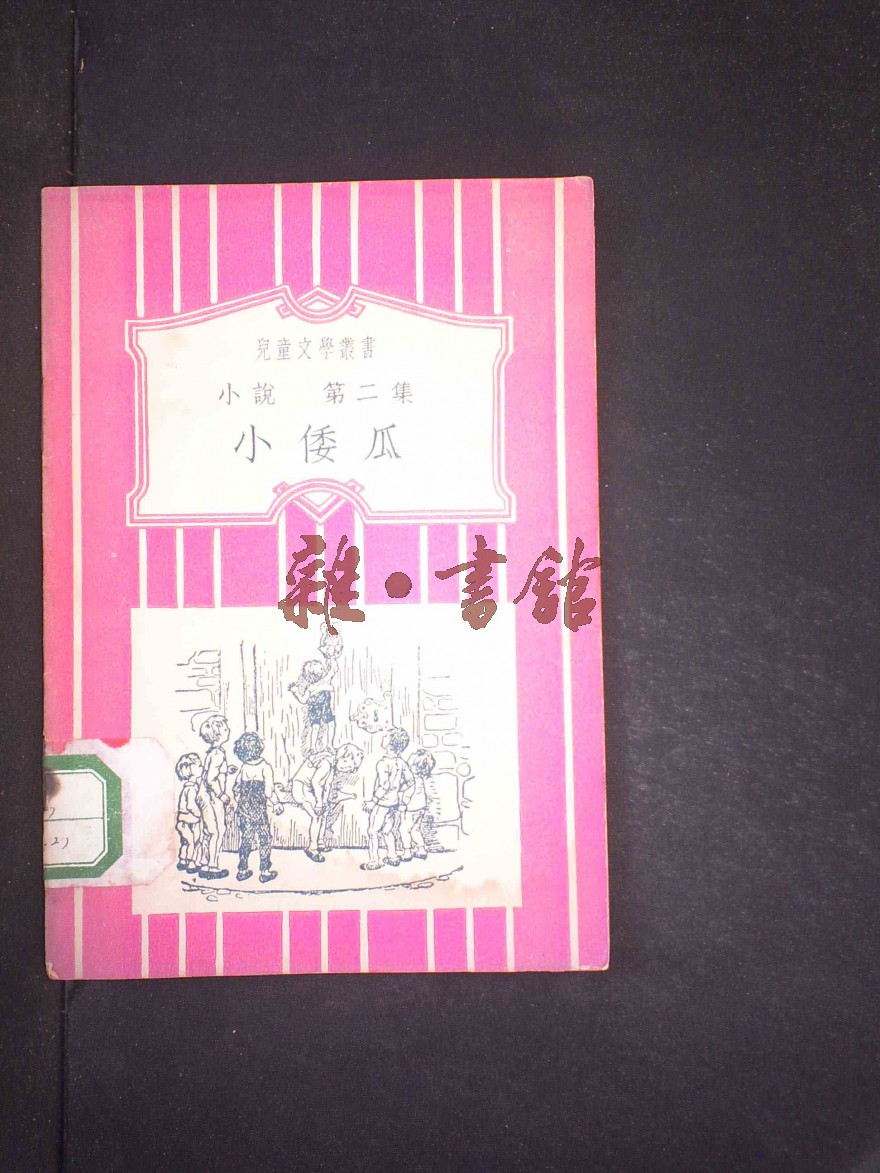 兒童文學叢書
小說 第二集
小倭瓜
雜·書館